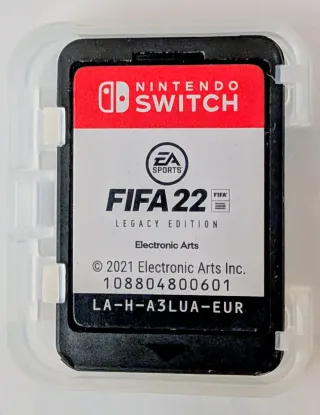 NINTENDO
SWITCH
EA
SPORTS
FIFA 22 FIFA
LEGACY EDITION
Electronic Arts
© 2021 Electronic Arts Inc.
108804800601
LA-H-A3LUA-EUR